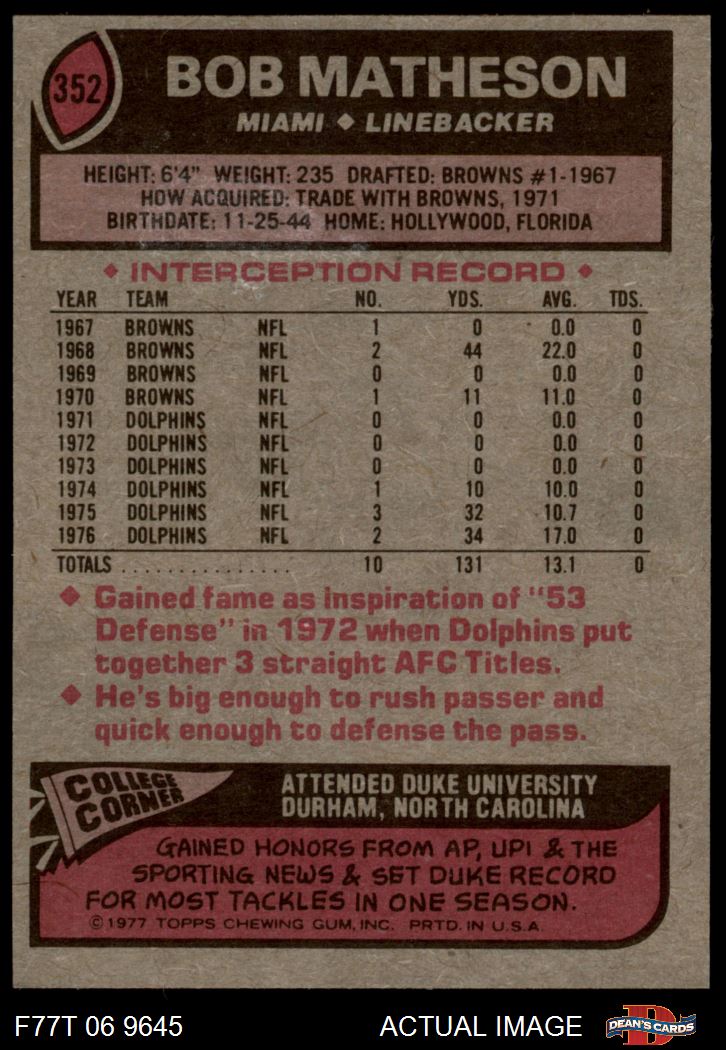 352
BOB MATHESON
MIAMI ◆ LINEBACKER
HEIGHT: 6'4" WEIGHT: 235 DRAFTED: BROWNS #1-1967
HOW ACQUIRED: TRADE WITH BROWNS, 1971
BIRTHDATE: 11-25-44 HOME: HOLLYWOOD, FLORIDA
◆ INTERCEPTION RECORD ◆
YEAR TEAM NO. YDS. AVG. TDS.
1967 BROWNS NFL 1 0 0.0 0
1968 BROWNS NFL 2 44 22.0 0
1969 BROWNS NFL 0 0 0.0 0
1970 BROWNS NFL 1 11 11.0 0
1971 DOLPHINS NFL 0 0 0.0 0
1972 DOLPHINS NFL 0 0 0.0 0
1973 DOLPHINS NFL 0 0 0.0 0
1974 DOLPHINS NFL 1 10 10.0 0
1975 DOLPHINS NFL 3 32 10.7 0
1976 DOLPHINS NFL 2 34 17.0 0
TOTALS . . . . . . . . . . . . . . . 10 131 13.1 0
◆ Gained fame as inspiration of "53
Defense" in 1972 when Dolphins put
together 3 straight AFC Titles.
◆ He's big enough to rush passer and
quick enough to defense the pass.
COLLEGE
CORNER
ATTENDED DUKE UNIVERSITY
DURHAM, NORTH CAROLINA
GAINED HONORS FROM AP, UPI & THE
SPORTING NEWS & SET DUKE RECORD
FOR MOST TACKLES IN ONE SEASON.
©1977 TOPPS CHEWING GUM, INC. PRTD. IN U.S.A.
F77T 06 9645 ACTUAL IMAGE
D
DEAN'S CARDS